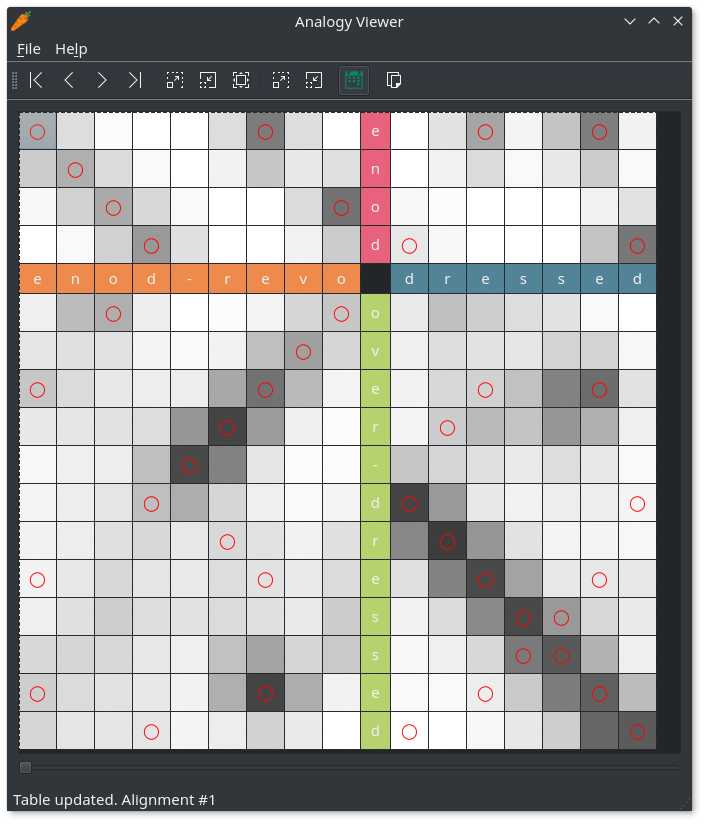 Analogy Viewer
File Help
e
n
o
d
e n o d - r e v o d r e s s e d
o
v
e
r
-
d
r
e
s
s
e
d
Table updated. Alignment #1